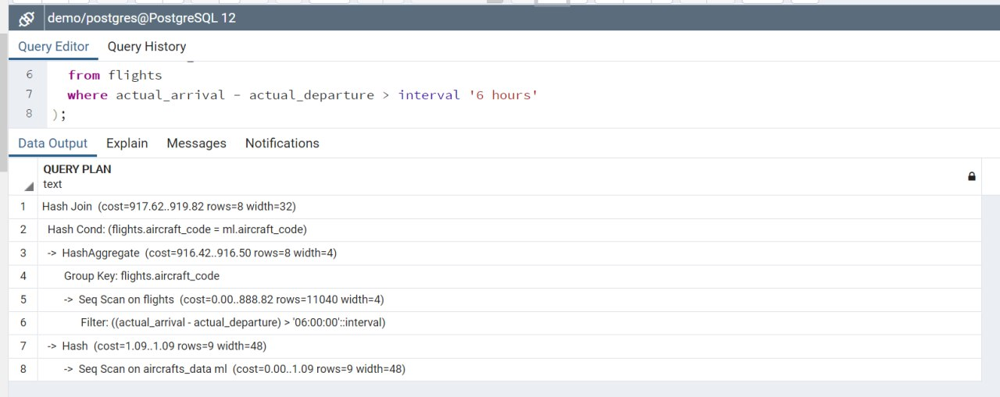 demo/postgres@PostgreSQL 12
Query Editor Query History
6 from flights
7 where actual_arrival - actual_departure > interval '6 hours'
8 );
Data Output Explain Messages Notifications
QUERY PLAN
text
1 Hash Join (cost=917.62..919.82 rows=8 width=32)
2 Hash Cond: (flights.aircraft_code = ml.aircraft_code)
3 -> HashAggregate (cost=916.42..916.50 rows=8 width=4)
4 Group Key: flights.aircraft_code
5 -> Seq Scan on flights (cost=0.00..888.82 rows=11040 width=4)
6 Filter: ((actual_arrival - actual_departure) > '06:00:00'::interval)
7 -> Hash (cost=1.09..1.09 rows=9 width=48)
8 -> Seq Scan on aircrafts_data ml (cost=0.00..1.09 rows=9 width=48)